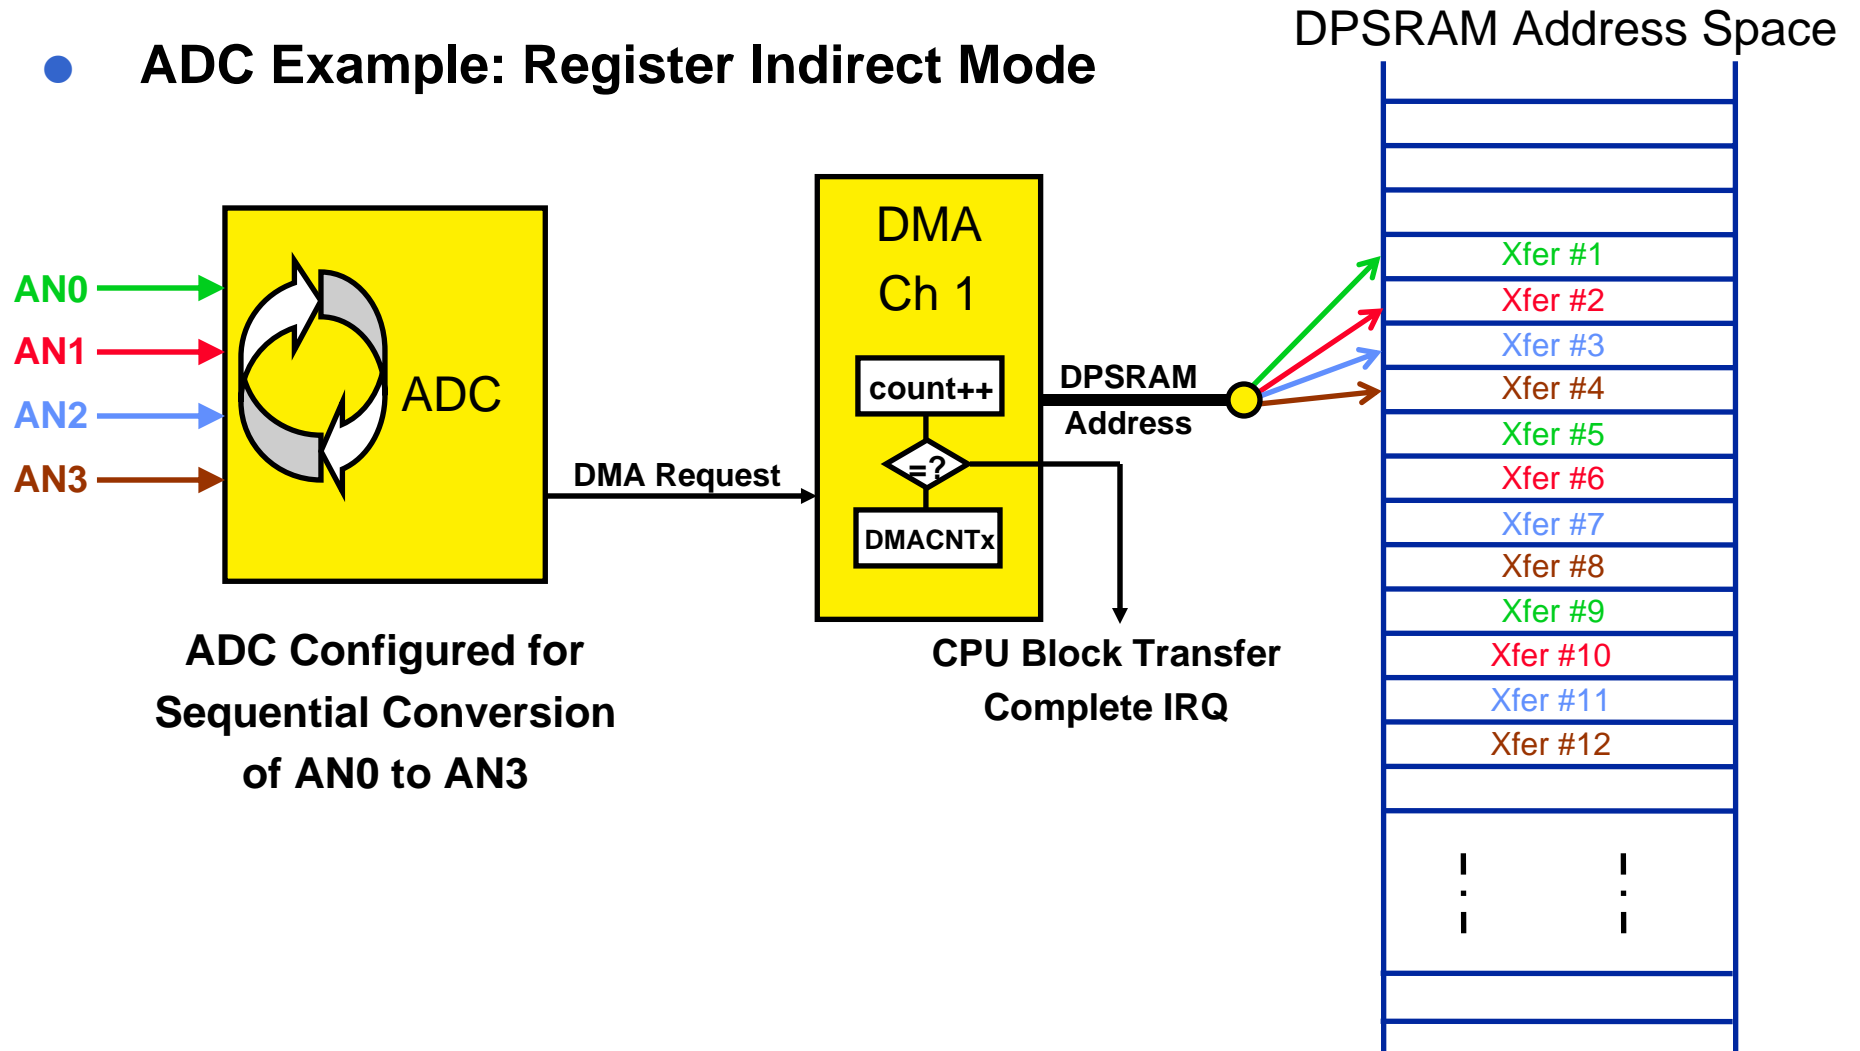 DPSRAM Address Space
● ADC Example: Register Indirect Mode
AN0
AN1
AN2
AN3
ADC
DMA Request
DMA
Ch 1
count++
=?
DMACNTx
DPSRAM
Address
Xfer #1
Xfer #2
Xfer #3
Xfer #4
Xfer #5
Xfer #6
Xfer #7
Xfer #8
Xfer #9
Xfer #10
Xfer #11
Xfer #12
ADC Configured for
Sequential Conversion
of AN0 to AN3
CPU Block Transfer
Complete IRQ